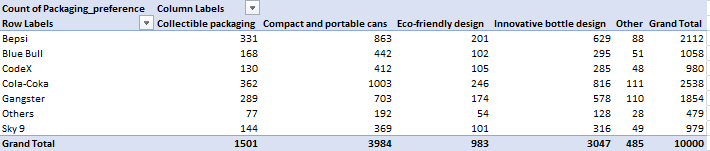 Count of Packaging_preference Column Labels
Row Labels Collectible packaging Compact and portable cans Eco-friendly design Innovative bottle design Other Grand Total
Bepsi 331 863 201 629 88 2112
Blue Bull 168 442 102 295 51 1058
CodeX 130 412 105 285 48 980
Cola-Coka 362 1003 246 816 111 2538
Gangster 289 703 174 578 110 1854
Others 77 192 54 128 28 479
Sky 9 144 369 101 316 49 979
Grand Total 1501 3984 983 3047 485 10000